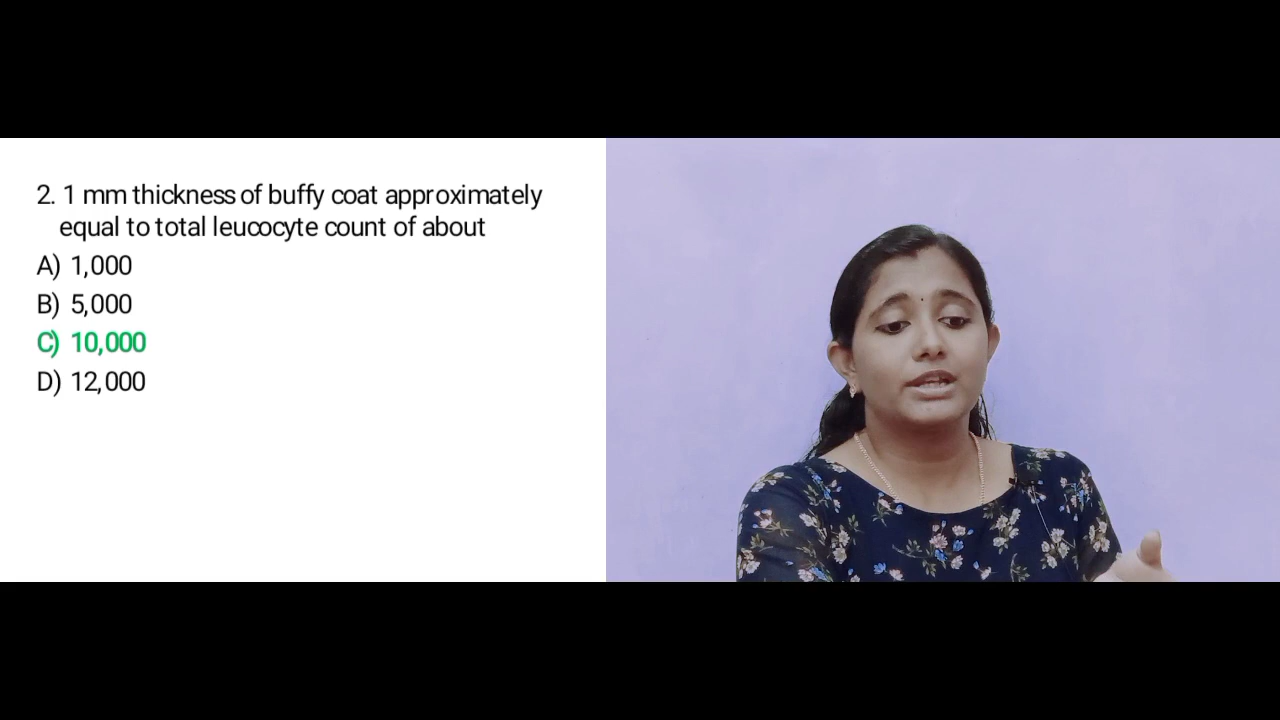 2. 1 mm thickness of buffy coat approximately
equal to total leucocyte count of about
A) 1,000
B) 5,000
C) 10,000
D) 12,000